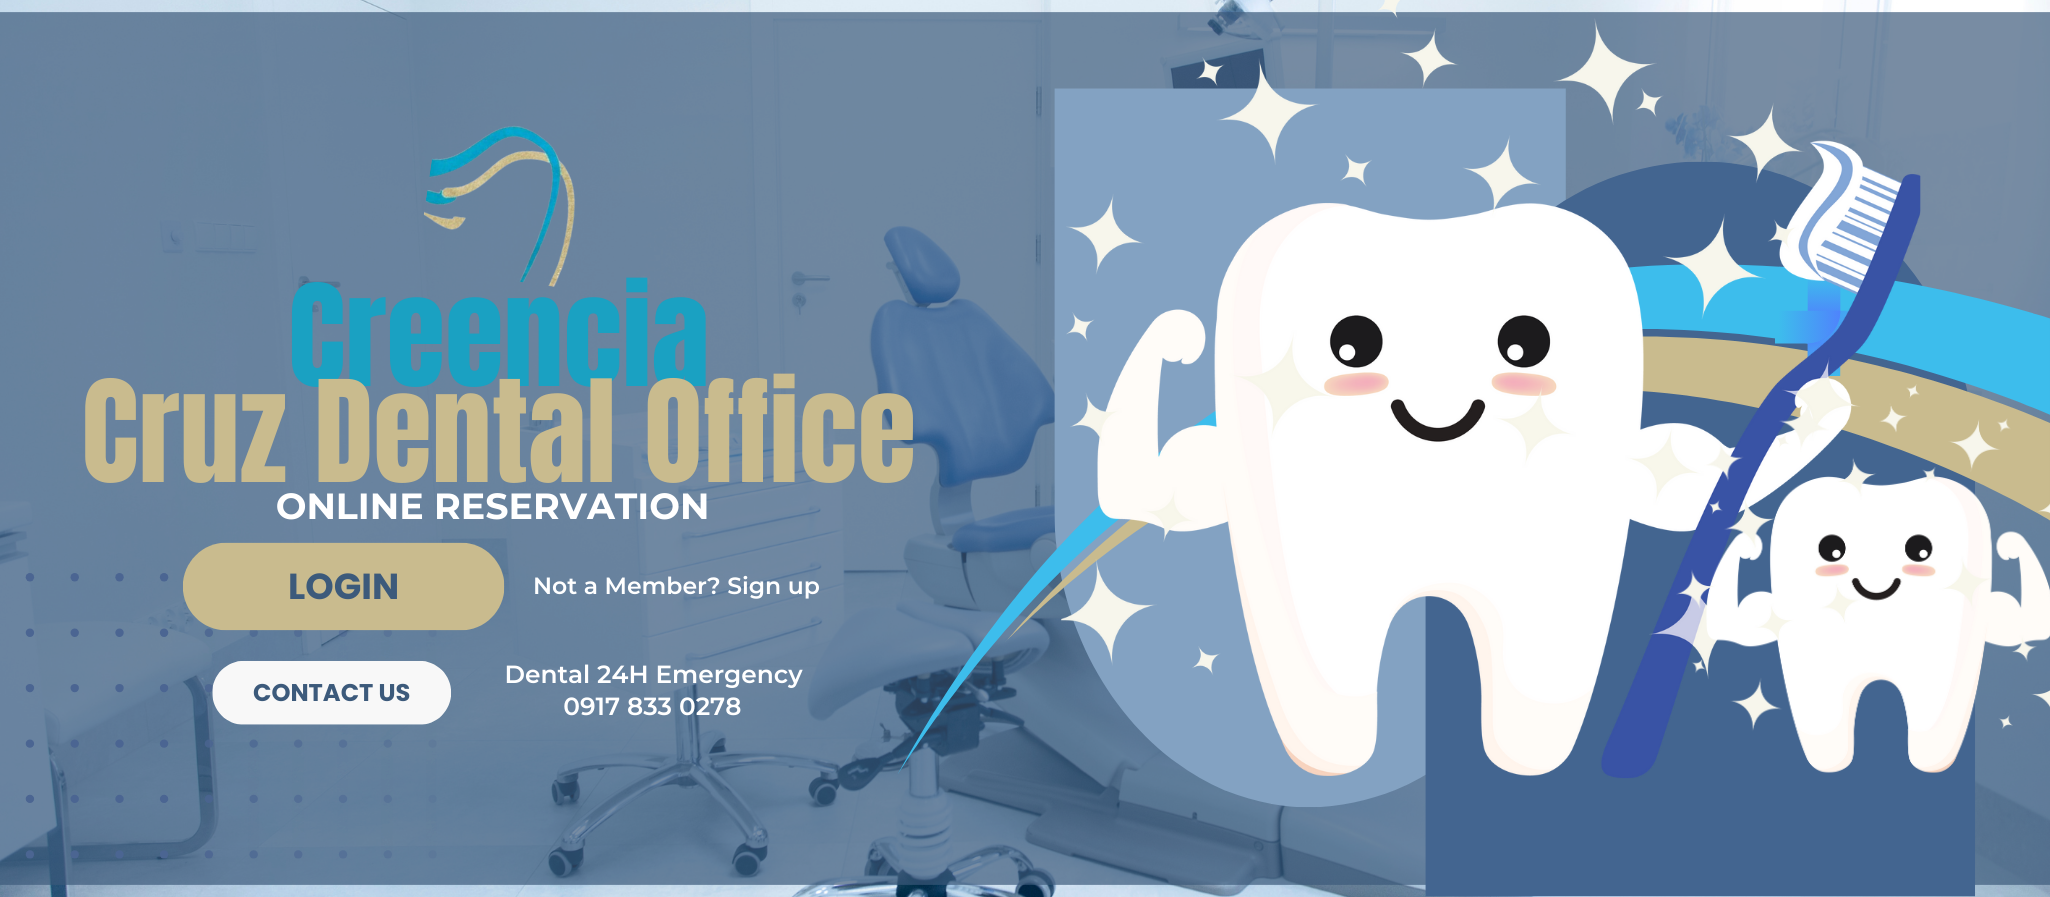 Creencia
Cruz Dental Office
ONLINE RESERVATION
LOGIN
Not a Member? Sign up
CONTACT US
Dental 24H Emergency
0917 833 0278